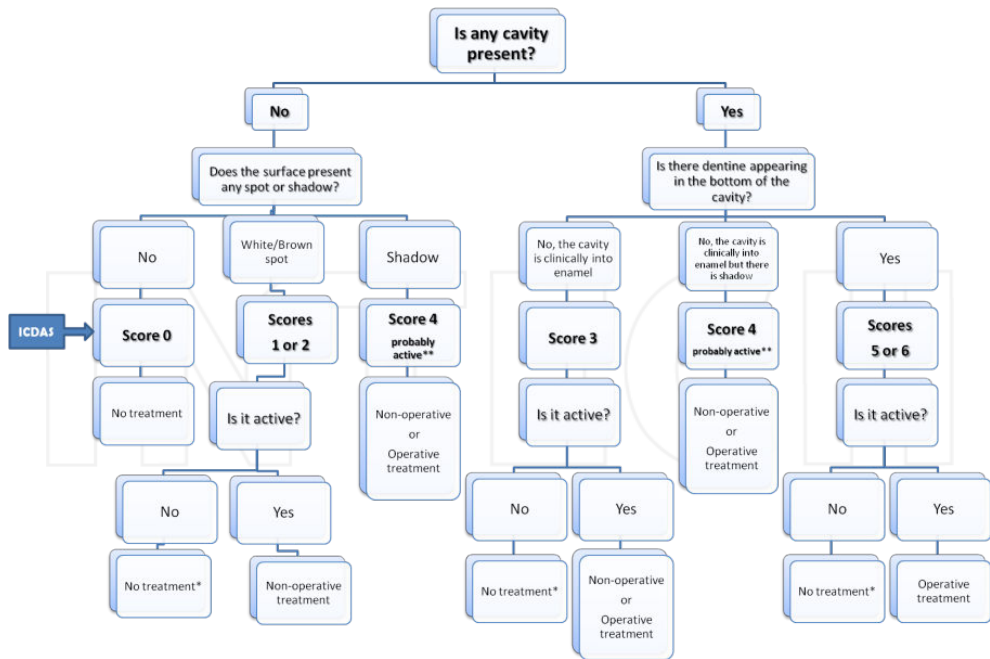 Is any cavity
present?
No
Yes
Does the surface present
any spot or shadow?
Is there dentine appearing
in the bottom of the
cavity?
No
White/Brown
spot
Shadow
No, the cavity
is clinically into
enamel
No, the cavity is
clinically into
enamel but there
is shadow
Yes
ICDAS
Score 0
Scores
1 or 2
Score 4
probably
active**
Score 3
Score 4
probably active**
Scores
5 or 6
No treatment
Is it active?
Non-operative
or
Operative
treatment
Is it active?
Non-operative
or
Operative
treatment
Is it active?
No
Yes
No
Yes
No
Yes
No treatment*
Non-operative
treatment
No treatment*
Non-operative
or
Operative
treatment
No treatment*
Operative
treatment